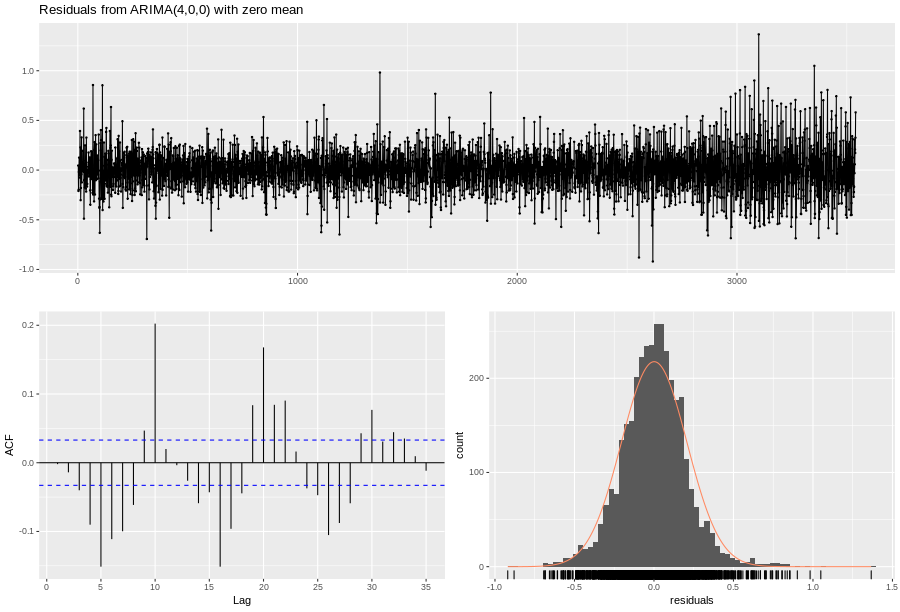 Residuals from ARIMA(4,0,0) with zero mean
1.0
0.5
0.0
-0.5
-1.0
0 1000 2000 3000
ACF
0.2
0.1
0.0
-0.1
0 5 10 15 20 25 30 35
Lag
count
200
100
0
-1.0 -0.5 0.0 0.5 1.0 1.5
residuals